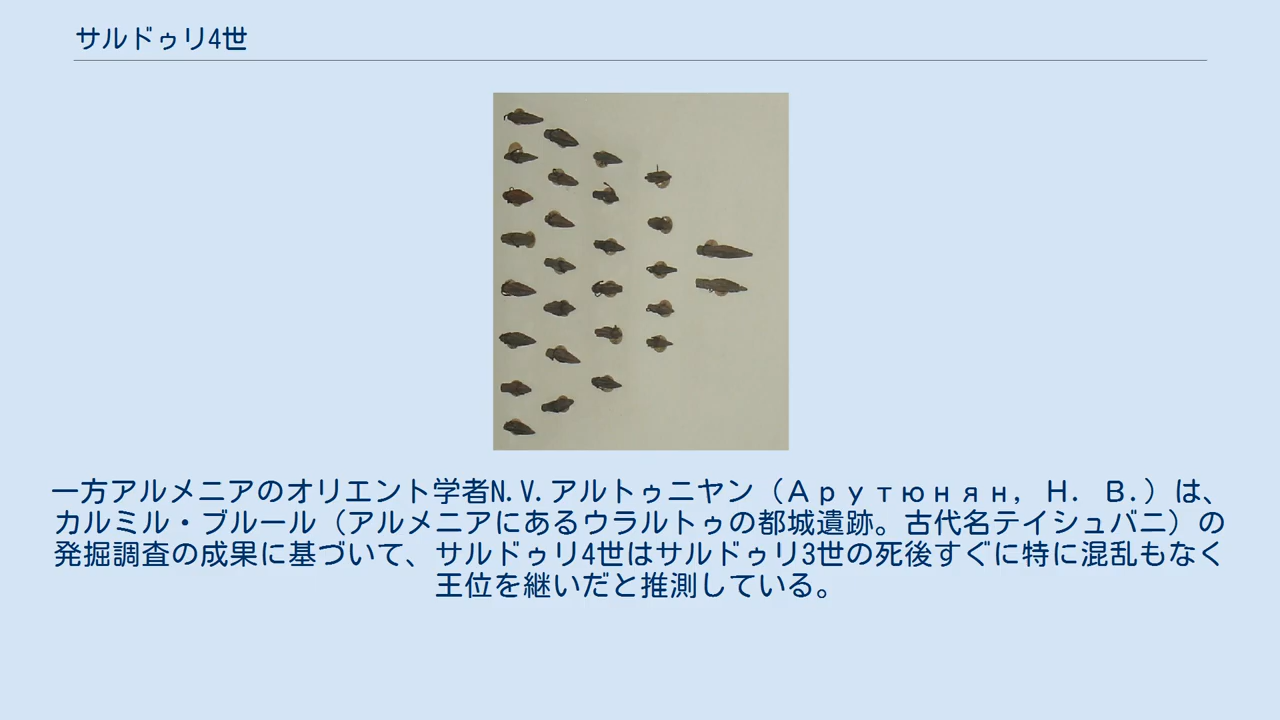 サルドゥリ4世
一方アルメニアのオリエント学者N.V.アルトゥニヤン（Арутюнян, Н. В.）は、
カルミル・ブルール（アルメニアにあるウラルトゥの都城遺跡。古代名テイシュバニ）の
発掘調査の成果に基づいて、サルドゥリ4世はサルドゥリ3世の死後すぐに特に混乱もなく
王位を継いだと推測している。